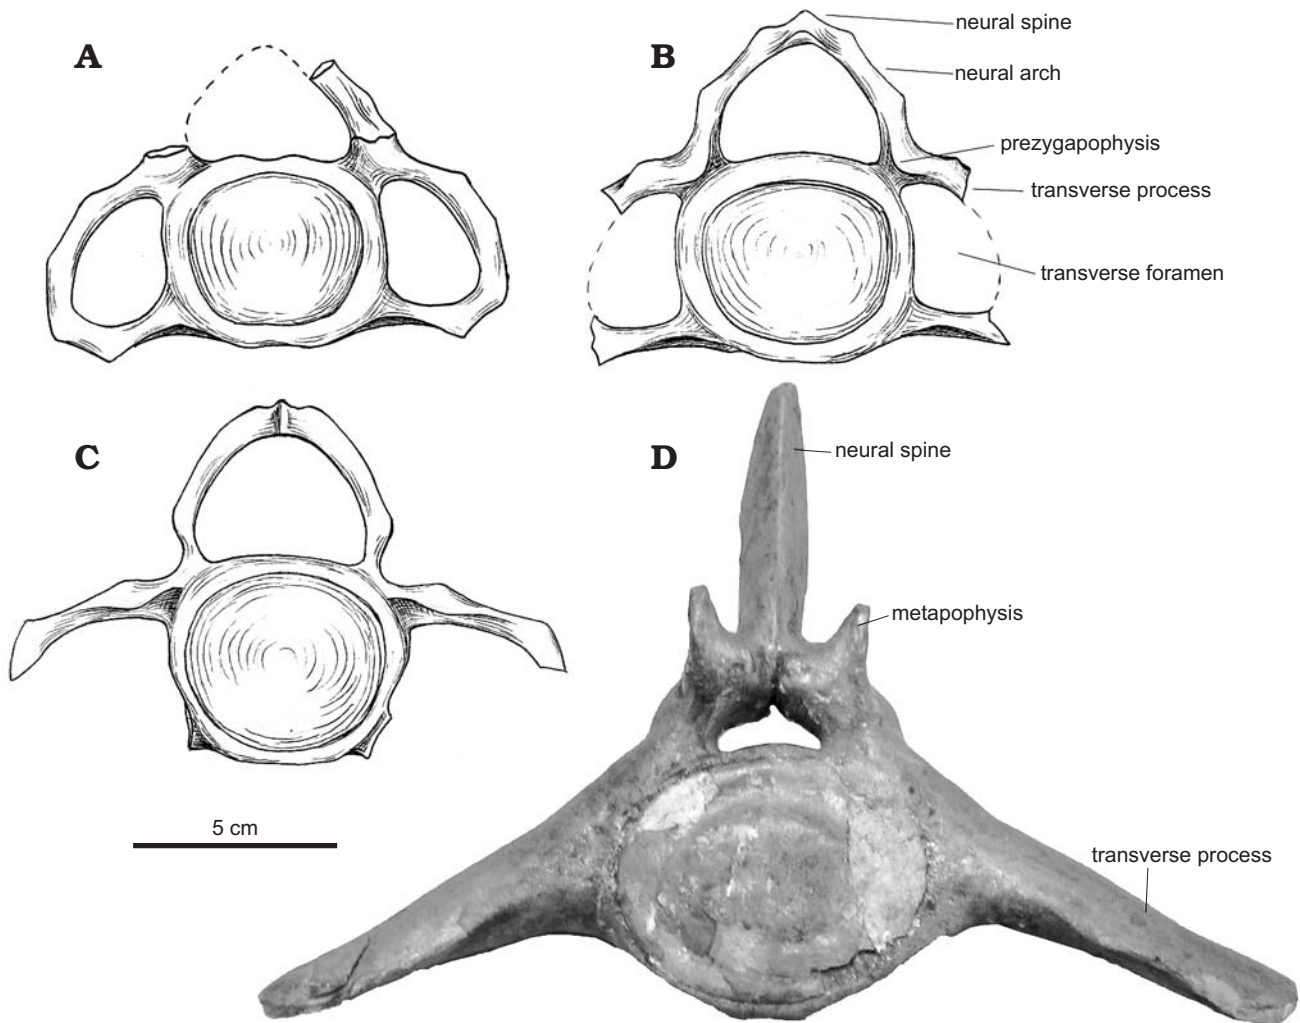 A
B
neural spine
neural arch
prezygapophysis
transverse process
transverse foramen
C
D
neural spine
metapophysis
5 cm
transverse process